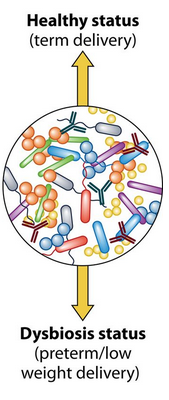 Healthy status
(term delivery)
Dysbiosis status
(preterm/low
weight delivery)